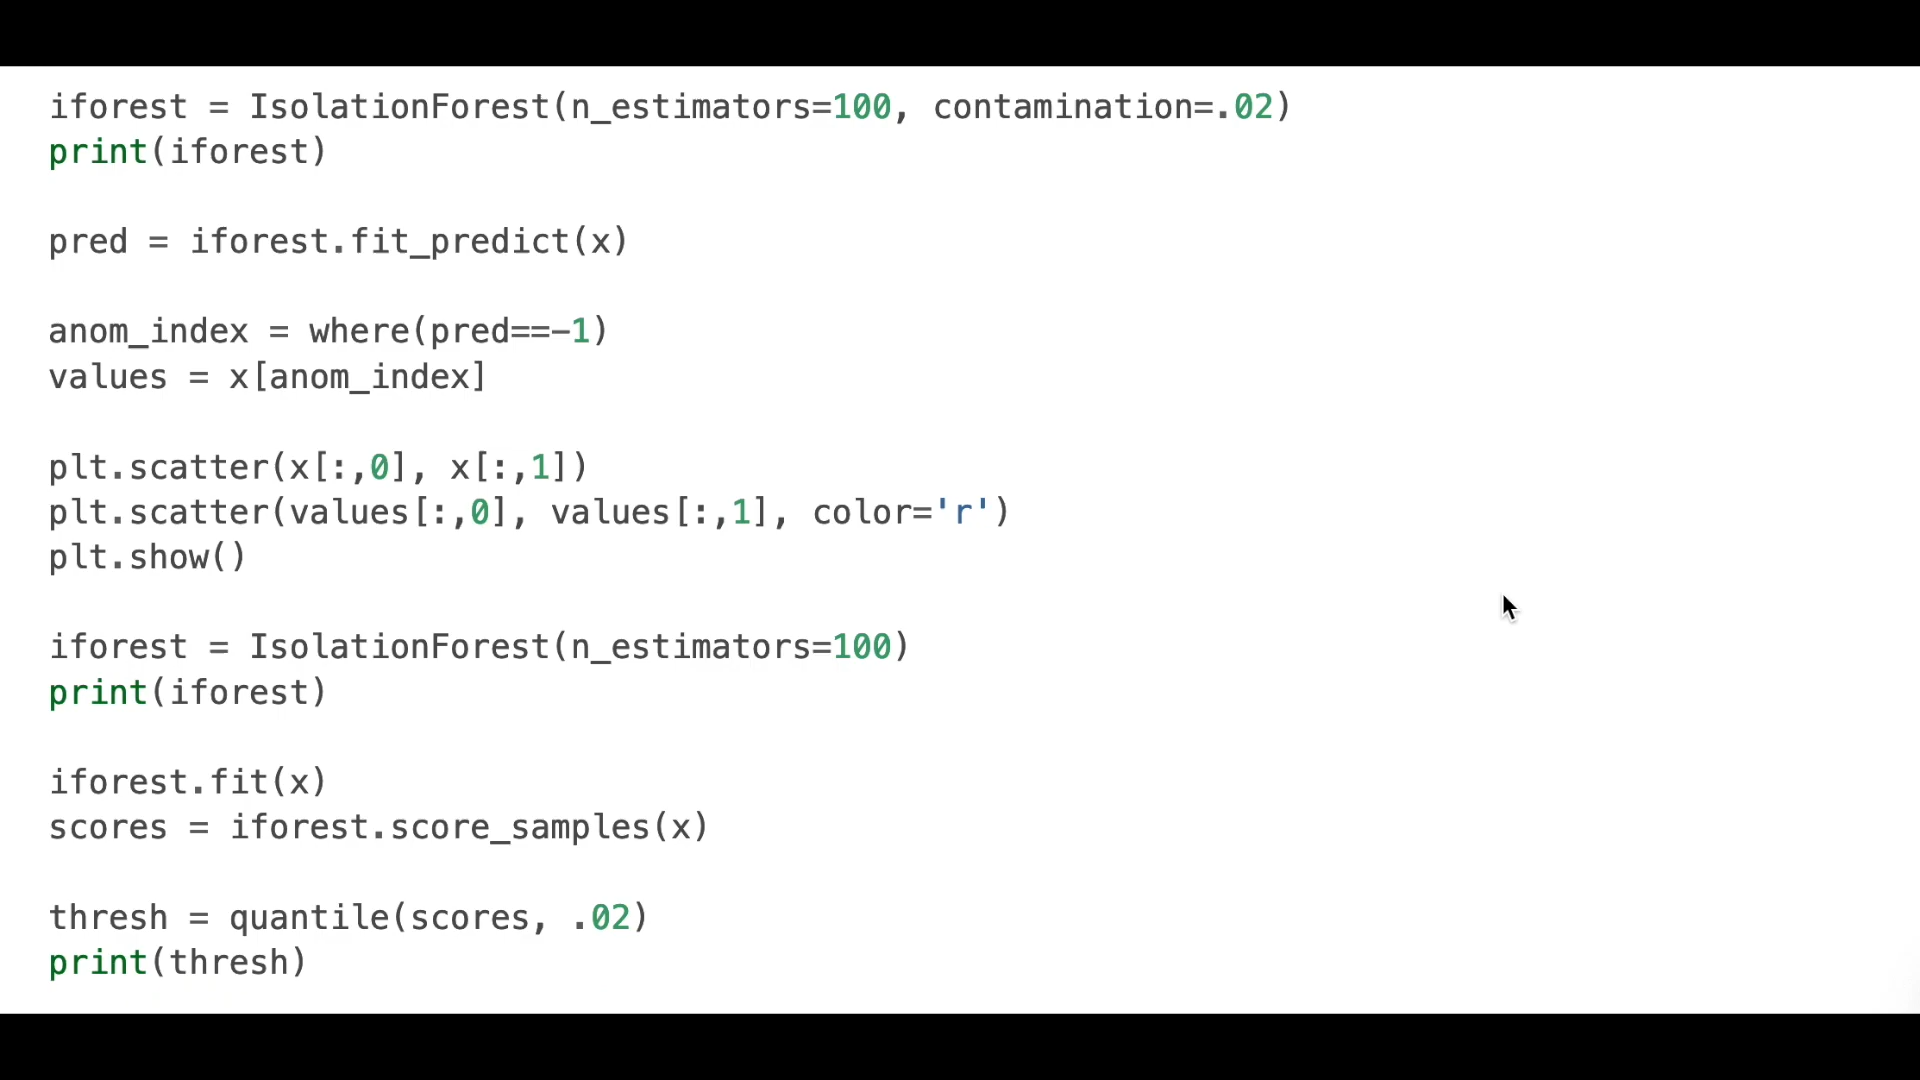 iforest = IsolationForest(n_estimators=100, contamination=.02)
print(iforest)
pred = iforest.fit_predict(x)
anom_index = where(pred==-1)
values = x[anom_index]
plt.scatter(x[:,0], x[:,1])
plt.scatter(values[:,0], values[:,1], color='r')
plt.show()
iforest = IsolationForest(n_estimators=100)
print(iforest)
iforest.fit(x)
scores = iforest.score_samples(x)
thresh = quantile(scores, .02)
print(thresh)